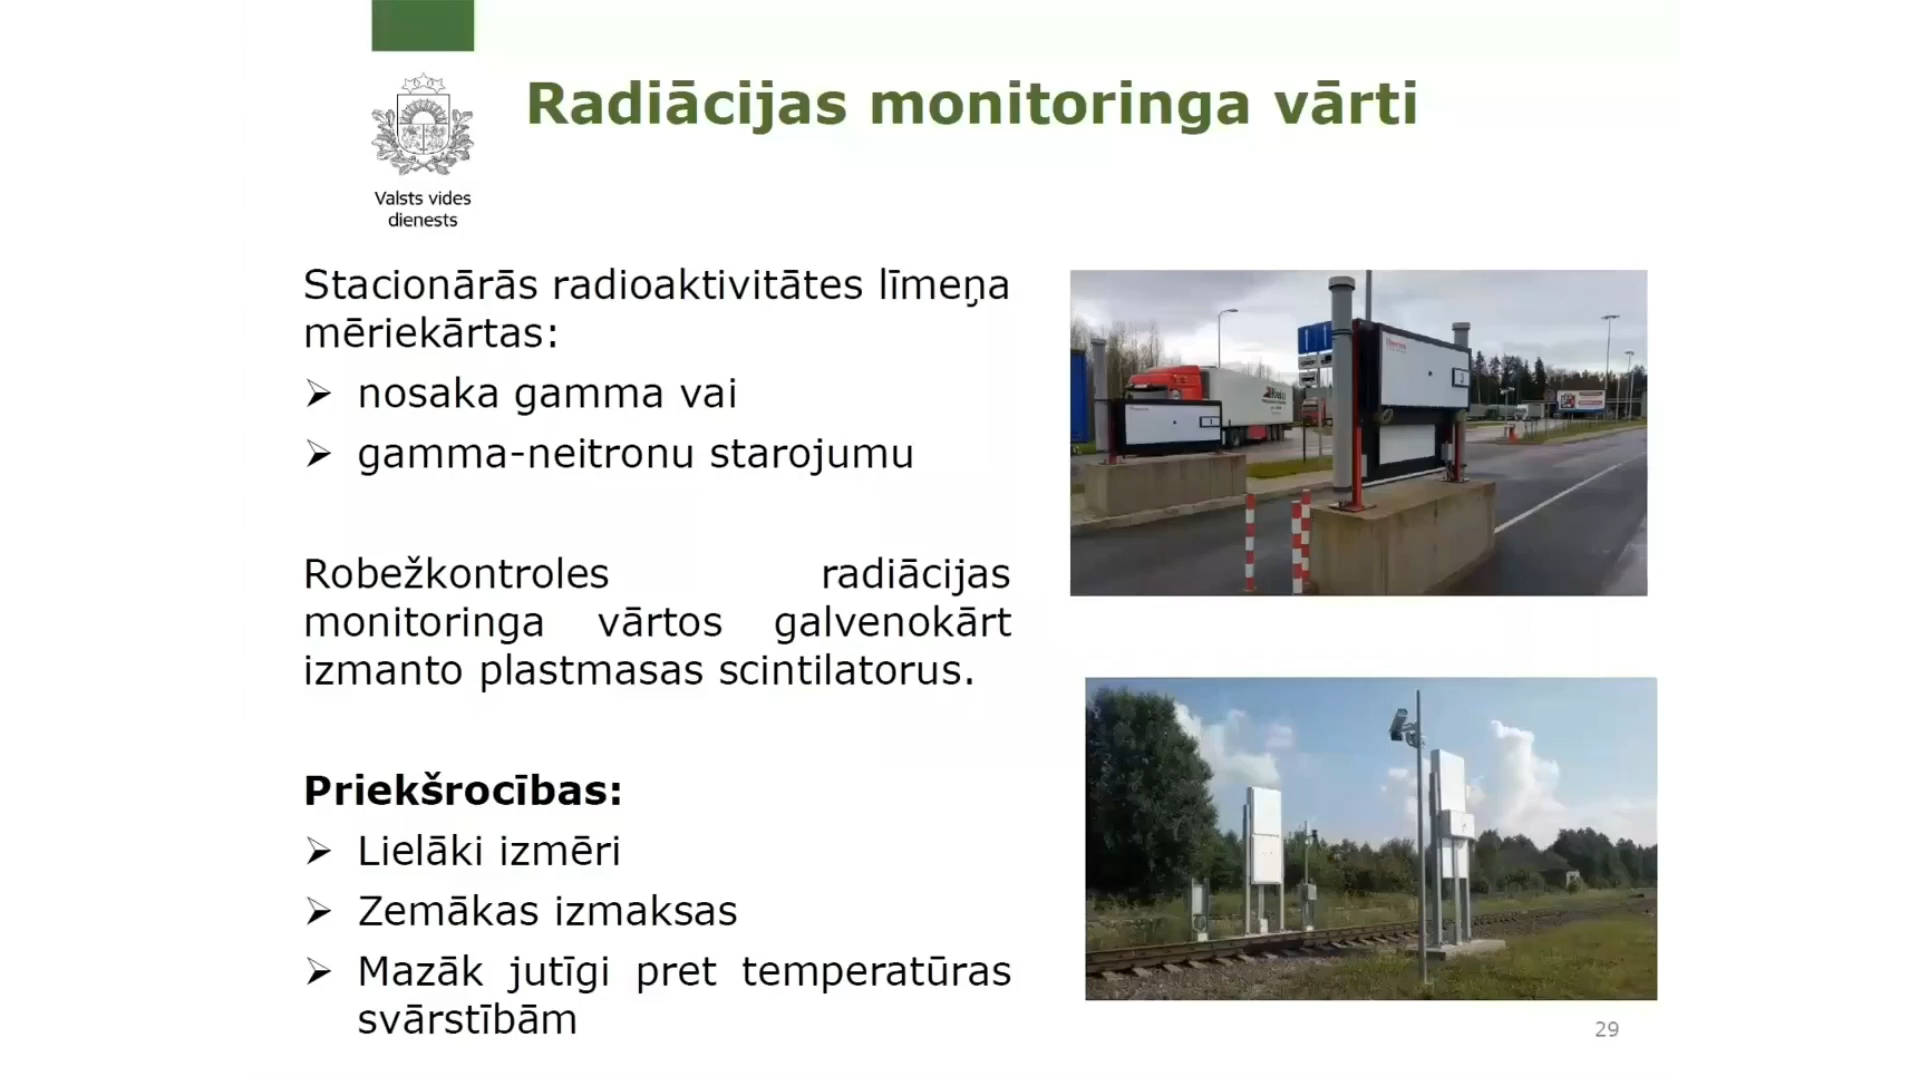 Radiācijas monitoringa vārti
Valsts vides
dienests
Stacionārās radioaktivitātes līmeņa
mēriekārtas:
➢ nosaka gamma vai
➢ gamma-neitronu starojumu
Robežkontroles radiācijas
monitoringa vārtos galvenokārt
izmanto plastmasas scintilatorus.
Priekšrocības:
➢ Lielāki izmēri
➢ Zemākas izmaksas
➢ Mazāk jutīgi pret temperatūras
svārstībām
29